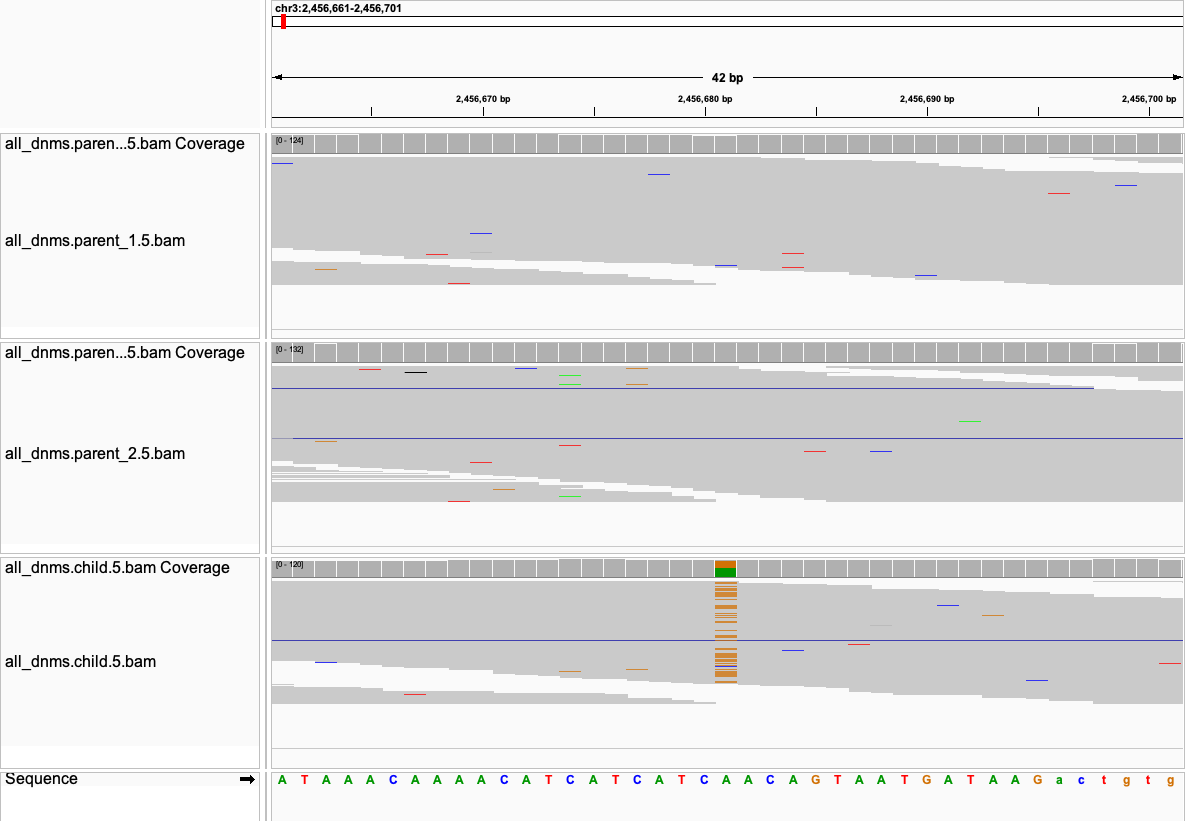 chr3:2,456,661-2,456,701
42 bp
2,456,670 bp 2,456,680 bp 2,456,690 bp 2,456,700 bp
all_dnms.paren...5.bam Coverage
[0 - 124]
all_dnms.parent_1.5.bam
all_dnms.paren...5.bam Coverage
[0 - 132]
all_dnms.parent_2.5.bam
all_dnms.child.5.bam Coverage
[0 - 120]
all_dnms.child.5.bam
Sequence A T A A A C A A A A C A T C A T C A T C A A C A G T A A T G A T A A G a c t g t g